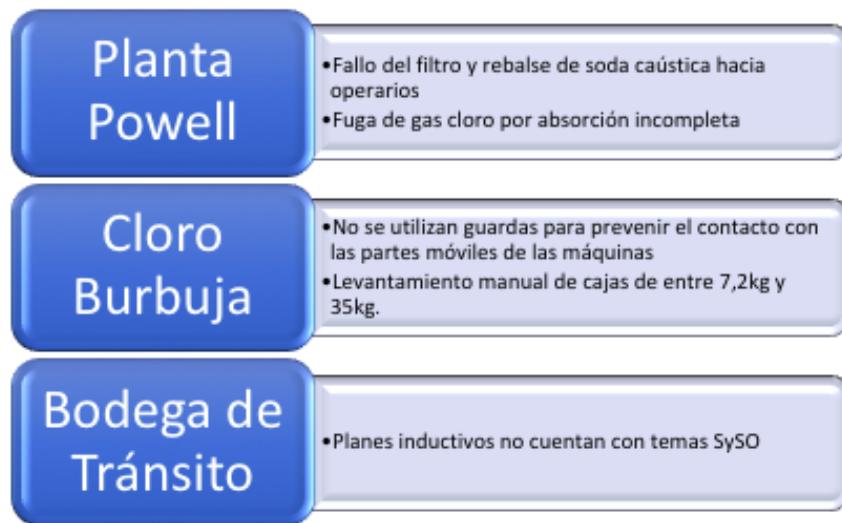 Planta
Powell
•Fallo del filtro y rebalse de soda caústica hacia
operarios
•Fuga de gas cloro por absorción incompleta
Cloro
Burbuja
•No se utilizan guardas para prevenir el contacto con
las partes móviles de las máquinas
•Levantamiento manual de cajas de entre 7,2kg y
35kg.
Bodega de
Tránsito
•Planes inductivos no cuentan con temas SySO